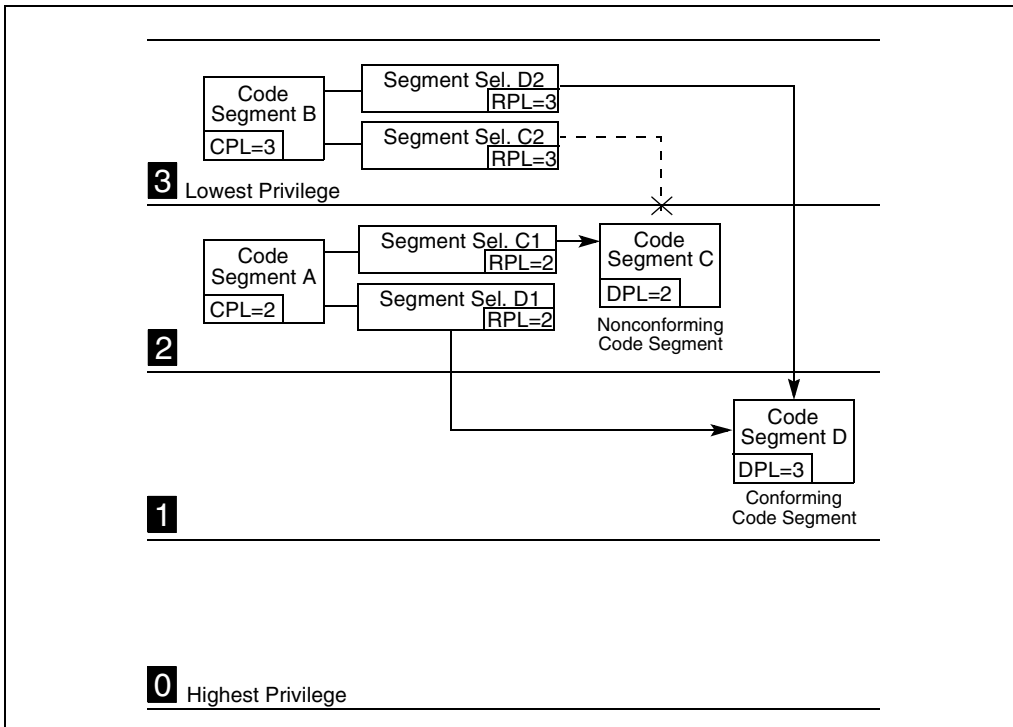 Code
Segment B
CPL=3
Segment Sel. D2
RPL=3
Segment Sel. C2
RPL=3
3 Lowest Privilege
Code
Segment A
CPL=2
Segment Sel. C1
RPL=2
Segment Sel. D1
RPL=2
Code
Segment C
DPL=2
Nonconforming
Code Segment
2
Code
Segment D
DPL=3
Conforming
Code Segment
1
0 Highest Privilege